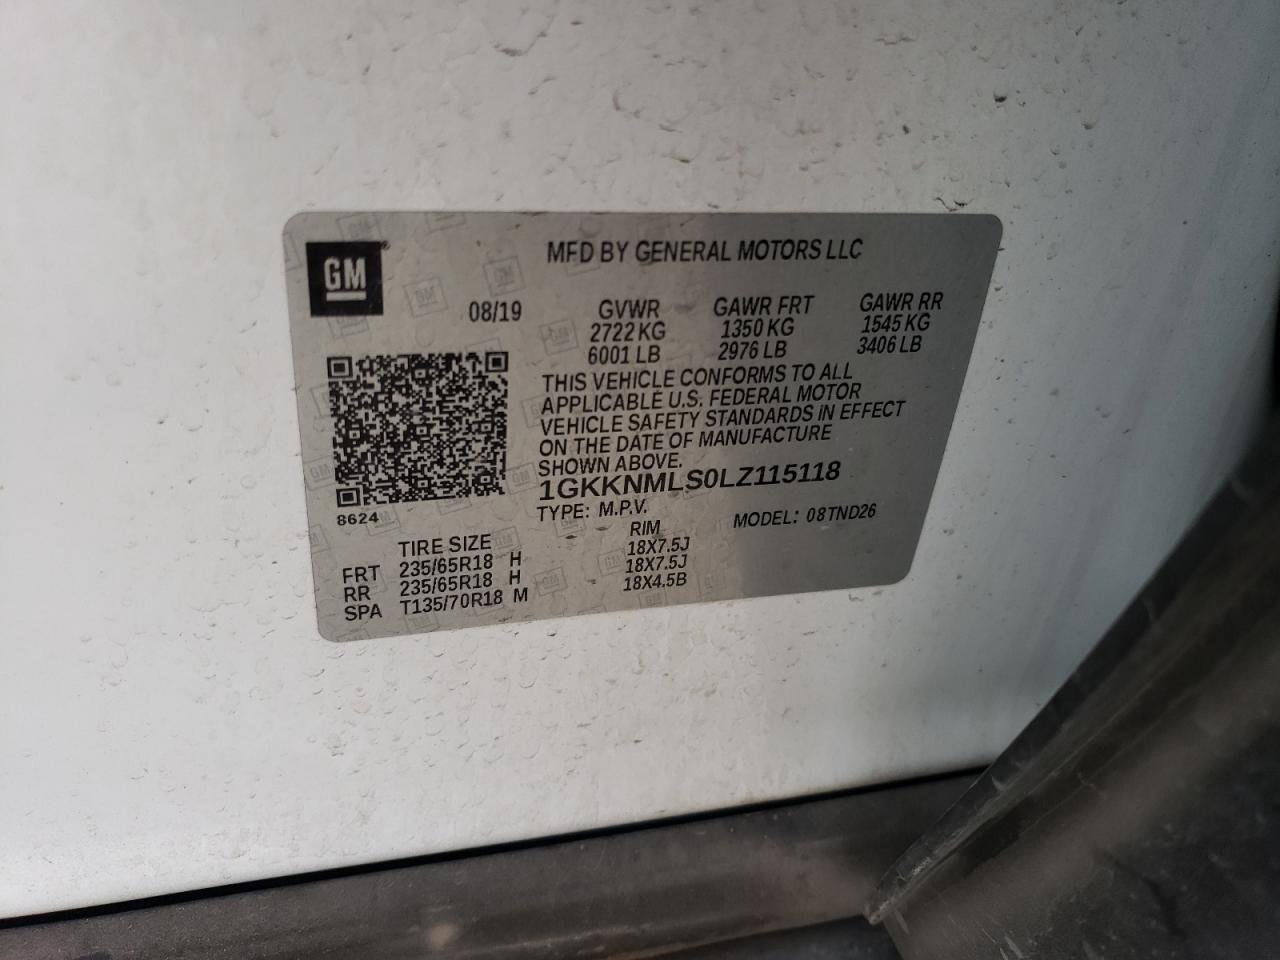 GM®
MFD BY GENERAL MOTORS LLC
08/19
GVWR GAWR FRT GAWR RR
2722 KG 1350 KG 1545 KG
6001 LB 2976 LB 3406 LB
THIS VEHICLE CONFORMS TO ALL
APPLICABLE U.S. FEDERAL MOTOR
VEHICLE SAFETY STANDARDS IN EFFECT
ON THE DATE OF MANUFACTURE
SHOWN ABOVE.
1GKKNMLS0LZ115118
TYPE: M.P.V. MODEL: 08TND26
8624
TIRE SIZE RIM
FRT 235/65R18 H 18X7.5J
RR 235/65R18 H 18X7.5J
SPA T135/70R18 M 18X4.5B